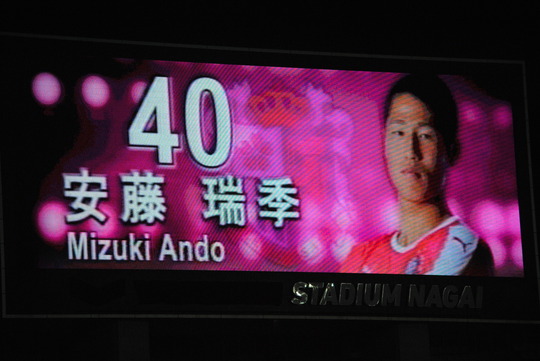 40
安藤 瑞季
Mizuki Ando
STADIUM NAGAI